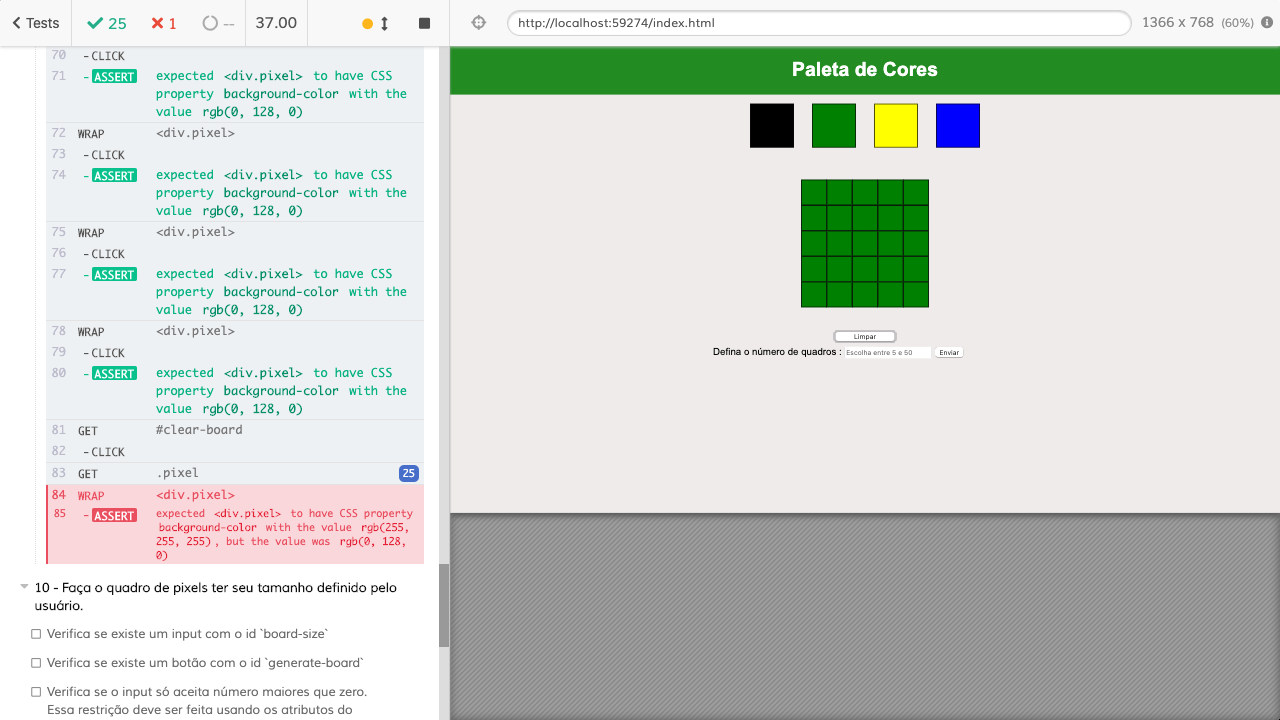 Tests 25 1 -- 37.00
http://localhost:59274/index.html 1366 x 768 (60%)
70 -CLICK
71 -ASSERT expected <div.pixel> to have CSS
property background-color with the
value rgb(0, 128, 0)
72 WRAP <div.pixel>
73 -CLICK
74 -ASSERT expected <div.pixel> to have CSS
property background-color with the
value rgb(0, 128, 0)
75 WRAP <div.pixel>
76 -CLICK
77 -ASSERT expected <div.pixel> to have CSS
property background-color with the
value rgb(0, 128, 0)
78 WRAP <div.pixel>
79 -CLICK
80 -ASSERT expected <div.pixel> to have CSS
property background-color with the
value rgb(0, 128, 0)
81 GET #clear-board
82 -CLICK
83 GET .pixel 25
84 WRAP <div.pixel>
85 -ASSERT expected <div.pixel> to have CSS property
background-color with the value rgb(255,
255, 255), but the value was rgb(0, 128,
0)
10 - Faça o quadro de pixels ter seu tamanho definido pelo
usuário.
Verifica se existe um input com o id `board-size`
Verifica se existe um botão com o id `generate-board`
Verifica se o input só aceita número maiores que zero.
Essa restrição deve ser feita usando os atributos do
Paleta de Cores
Limpar
Defina o número de quadros : Escolha entre 5 e 50 Enviar